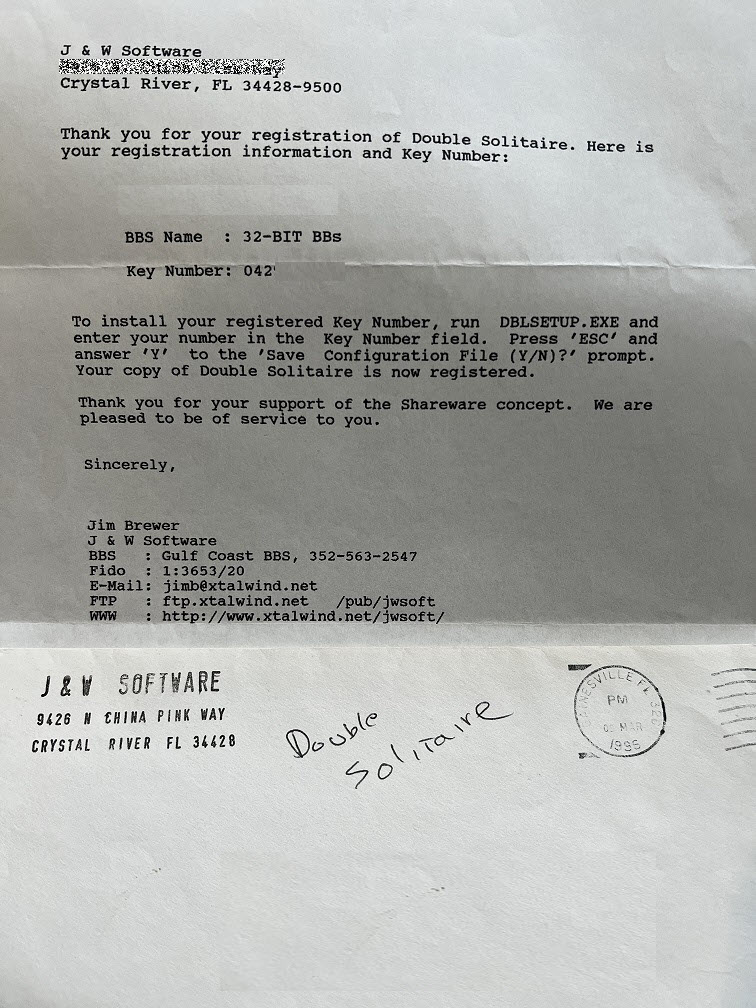 J & W Software
Crystal River, FL 34428-9500
Thank you for your registration of Double Solitaire. Here is
your registration information and Key Number:
BBS Name : 32-BIT BBs
Key Number: 042
To install your registered Key Number, run DBLSETUP.EXE and
enter your number in the Key Number field. Press 'ESC' and
answer 'Y' to the 'Save Configuration File (Y/N)?' prompt.
Your copy of Double Solitaire is now registered.
Thank you for your support of the Shareware concept. We are
pleased to be of service to you.
Sincerely,
Jim Brewer
J & W Software
BBS : Gulf Coast BBS, 352-563-2547
Fido : 1:3653/20
E-Mail: jimb@xtalwind.net
FTP : ftp.xtalwind.net /pub/jwsoft
WWW : http://www.xtalwind.net/jwsoft/
J & W SOFTWARE
9426 N CHINA PINK WAY
CRYSTAL RIVER FL 34428
Double
Solitaire
GAINESVILLE FL
PM
MAR